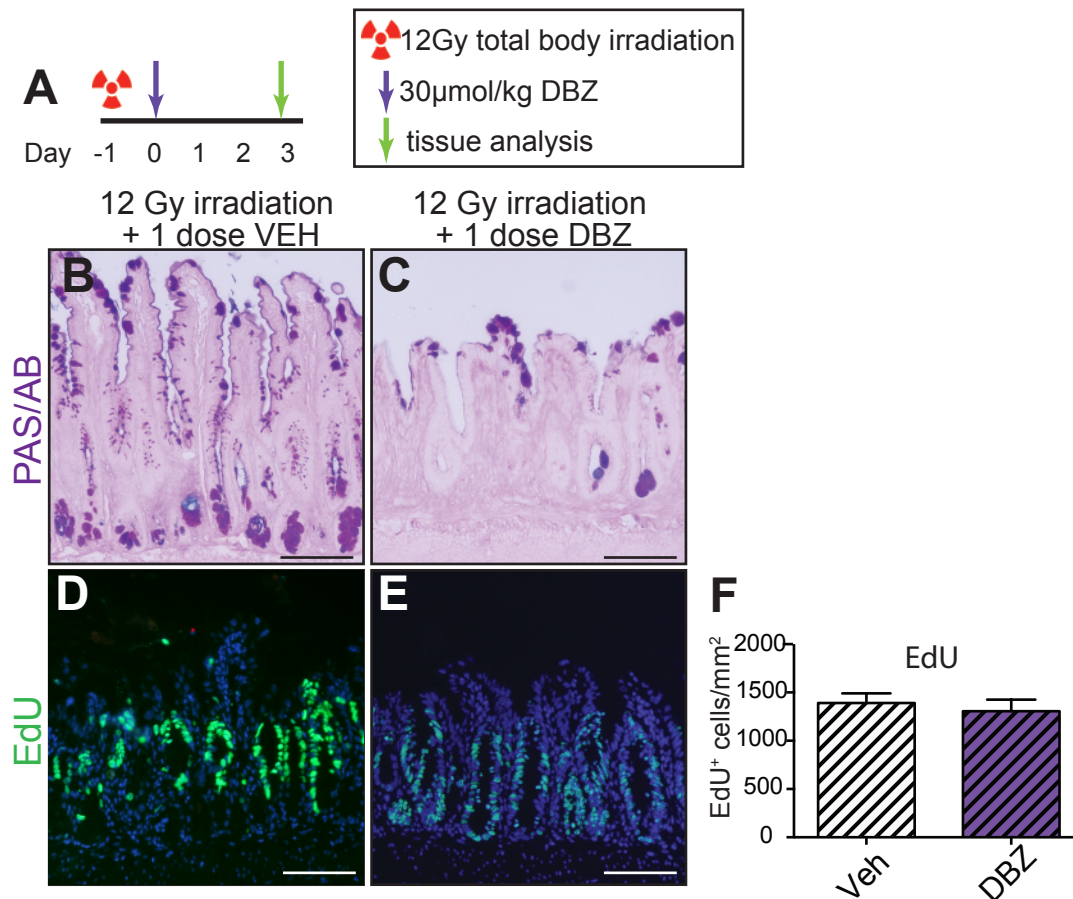 A
Day -1 0 1 2 3
12Gy total body irradiation
30µmol/kg DBZ
tissue analysis
12 Gy irradiation
+ 1 dose VEH
12 Gy irradiation
+ 1 dose DBZ
PAS/AB
B
C
EdU
D
E
F
EdU
EdU⁺ cells/mm²
2000
1500
1000
500
0
Veh
DBZ